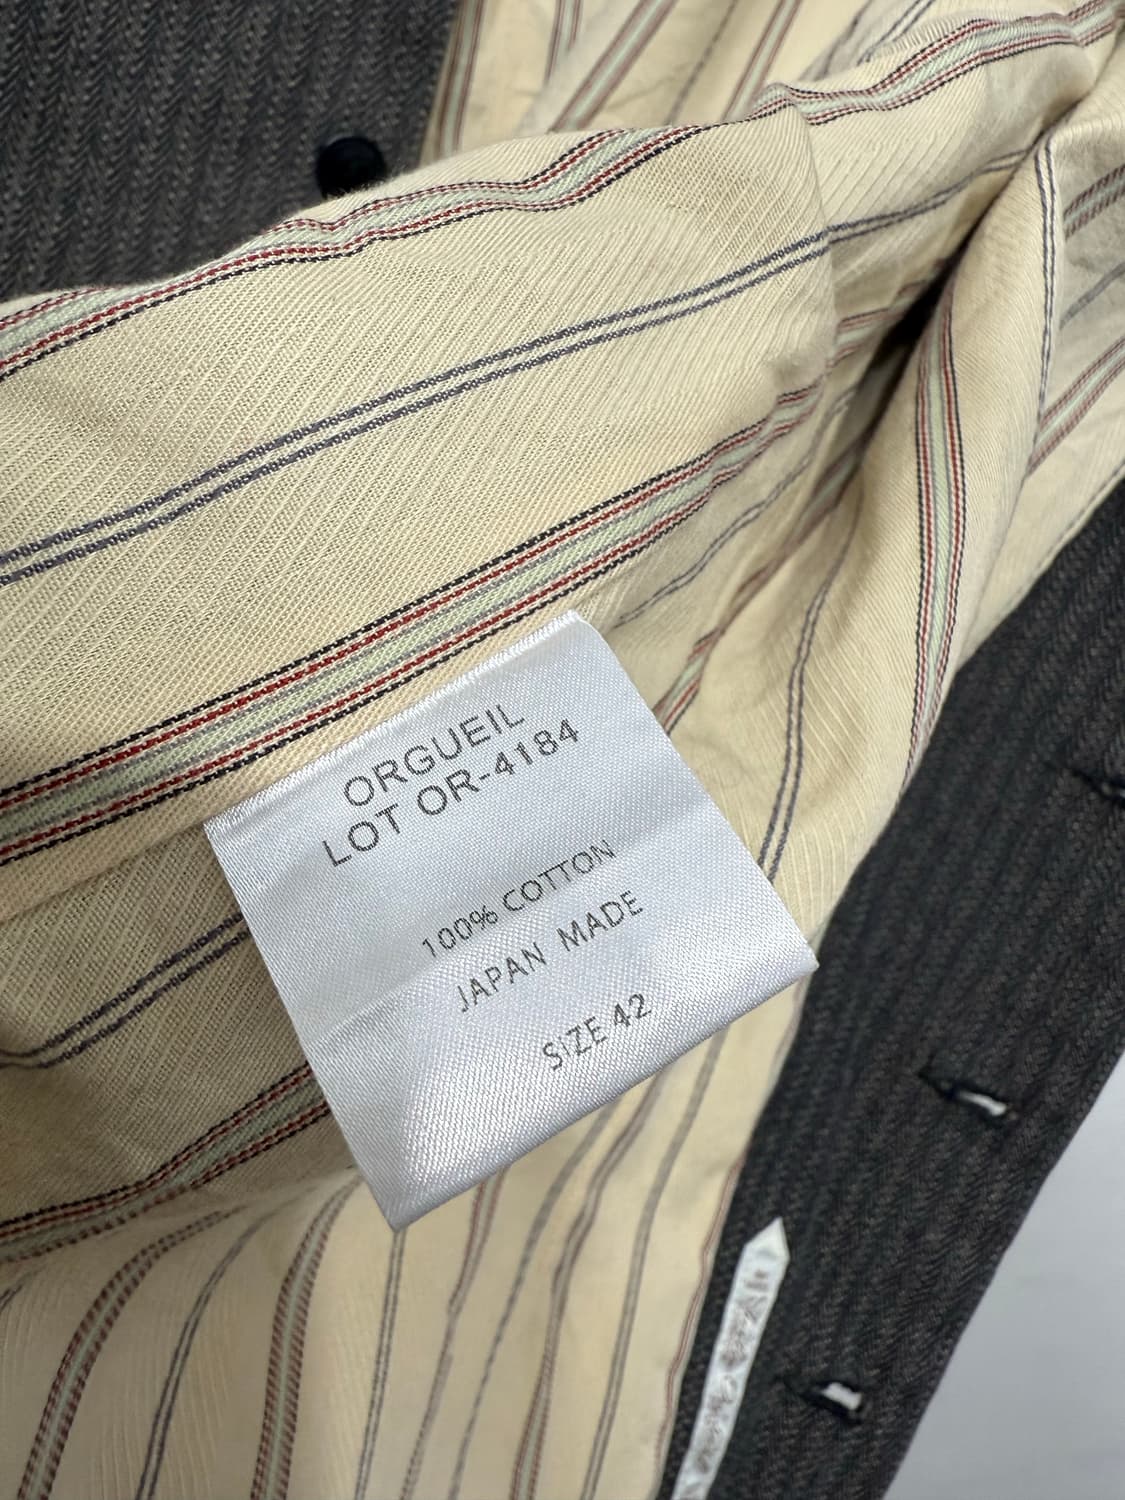 ORGUEIL
LOT OR-4184
100% COTTON
JAPAN MADE
SIZE 42